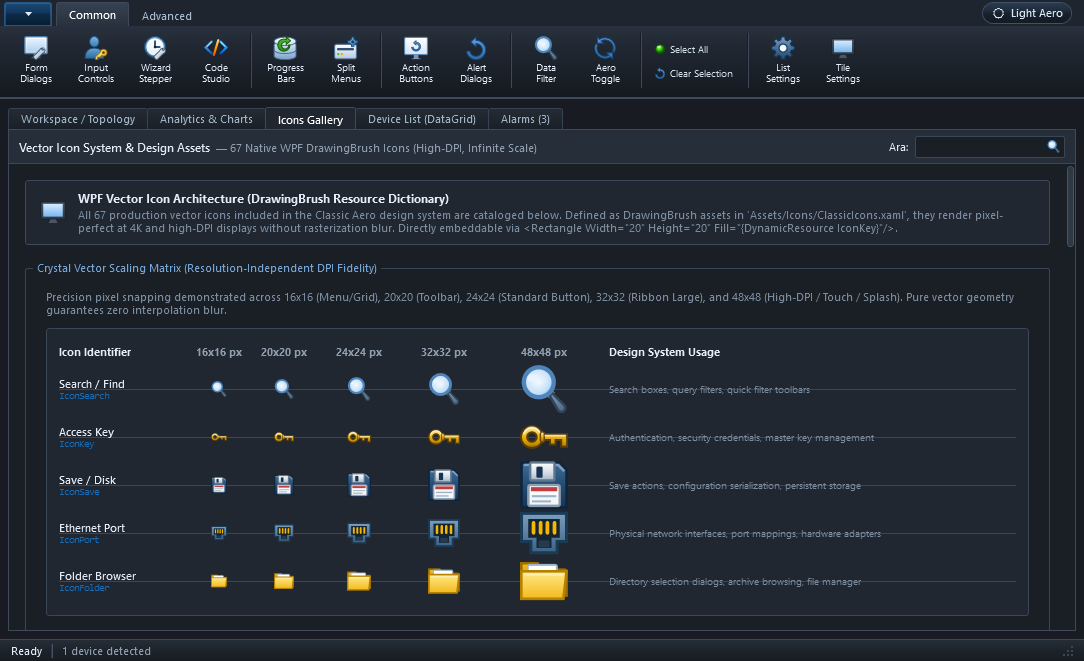 Common
Advanced
Light Aero
Form Dialogs
Input Controls
Wizard Stepper
Code Studio
Progress Bars
Split Menus
Action Buttons
Alert Dialogs
Data Filter
Aero Toggle
Select All
Clear Selection
List Settings
Tile Settings
Workspace / Topology
Analytics & Charts
Icons Gallery
Device List (DataGrid)
Alarms (3)
Vector Icon System & Design Assets — 67 Native WPF DrawingBrush Icons (High-DPI, Infinite Scale)
Ara:
WPF Vector Icon Architecture (DrawingBrush Resource Dictionary)
All 67 production vector icons included in the Classic Aero design system are cataloged below. Defined as DrawingBrush assets in 'Assets/Icons/ClassicIcons.xaml', they render pixel-
perfect at 4K and high-DPI displays without rasterization blur. Directly embeddable via <Rectangle Width="20" Height="20" Fill="{DynamicResource IconKey}"/>.
Crystal Vector Scaling Matrix (Resolution-Independent DPI Fidelity)
Precision pixel snapping demonstrated across 16x16 (Menu/Grid), 20x20 (Toolbar), 24x24 (Standard Button), 32x32 (Ribbon Large), and 48x48 (High-DPI / Touch / Splash). Pure vector geometry
guarantees zero interpolation blur.
Icon Identifier 16x16 px 20x20 px 24x24 px 32x32 px 48x48 px Design System Usage
Search / Find
IconSearch
Search boxes, query filters, quick filter toolbars
Access Key
IconKey
Authentication, security credentials, master key management
Save / Disk
IconSave
Save actions, configuration serialization, persistent storage
Ethernet Port
IconPort
Physical network interfaces, port mappings, hardware adapters
Folder Browser
IconFolder
Directory selection dialogs, archive browsing, file manager
Ready
1 device detected